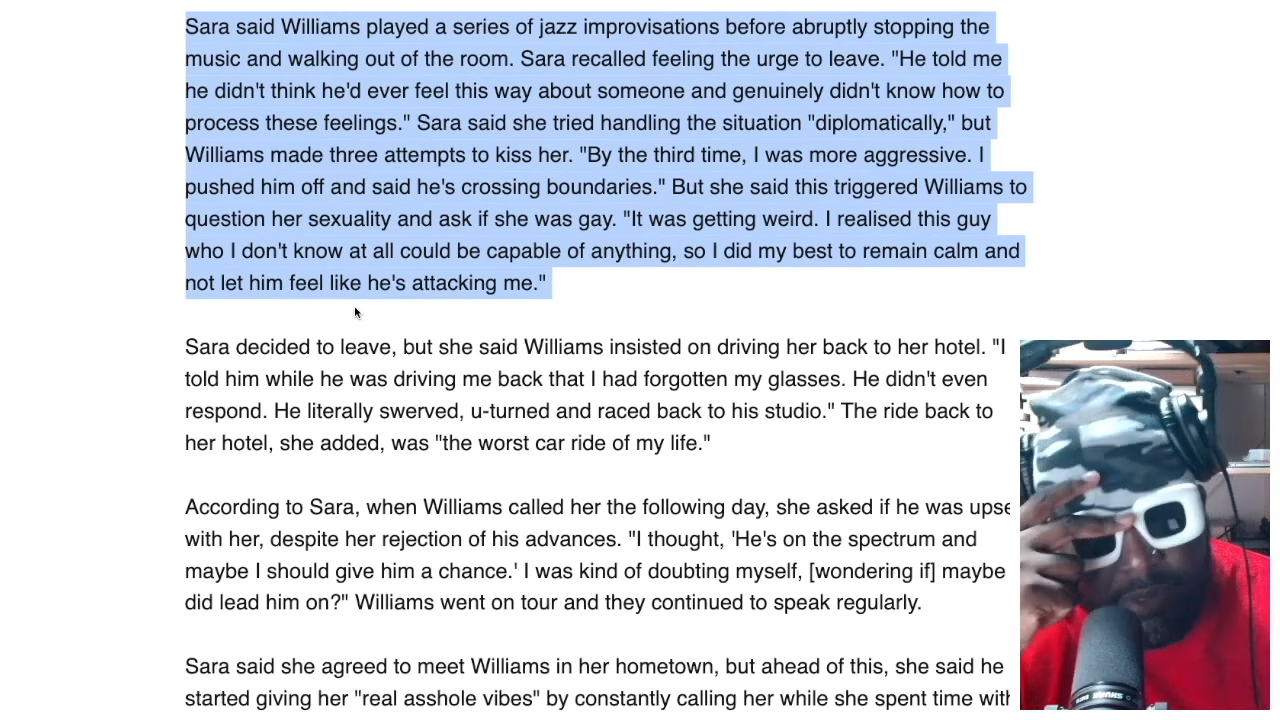 Sara said Williams played a series of jazz improvisations before abruptly stopping the
music and walking out of the room. Sara recalled feeling the urge to leave. "He told me
he didn't think he'd ever feel this way about someone and genuinely didn't know how to
process these feelings." Sara said she tried handling the situation "diplomatically," but
Williams made three attempts to kiss her. "By the third time, I was more aggressive. I
pushed him off and said he's crossing boundaries." But she said this triggered Williams to
question her sexuality and ask if she was gay. "It was getting weird. I realised this guy
who I don't know at all could be capable of anything, so I did my best to remain calm and
not let him feel like he's attacking me."
Sara decided to leave, but she said Williams insisted on driving her back to her hotel. "I
told him while he was driving me back that I had forgotten my glasses. He didn't even
respond. He literally swerved, u-turned and raced back to his studio." The ride back to
her hotel, she added, was "the worst car ride of my life."
According to Sara, when Williams called her the following day, she asked if he was upse
with her, despite her rejection of his advances. "I thought, 'He's on the spectrum and
maybe I should give him a chance.' I was kind of doubting myself, [wondering if] maybe
did lead him on?" Williams went on tour and they continued to speak regularly.
Sara said she agreed to meet Williams in her hometown, but ahead of this, she said he
started giving her "real asshole vibes" by constantly calling her while she spent time with
SHURE